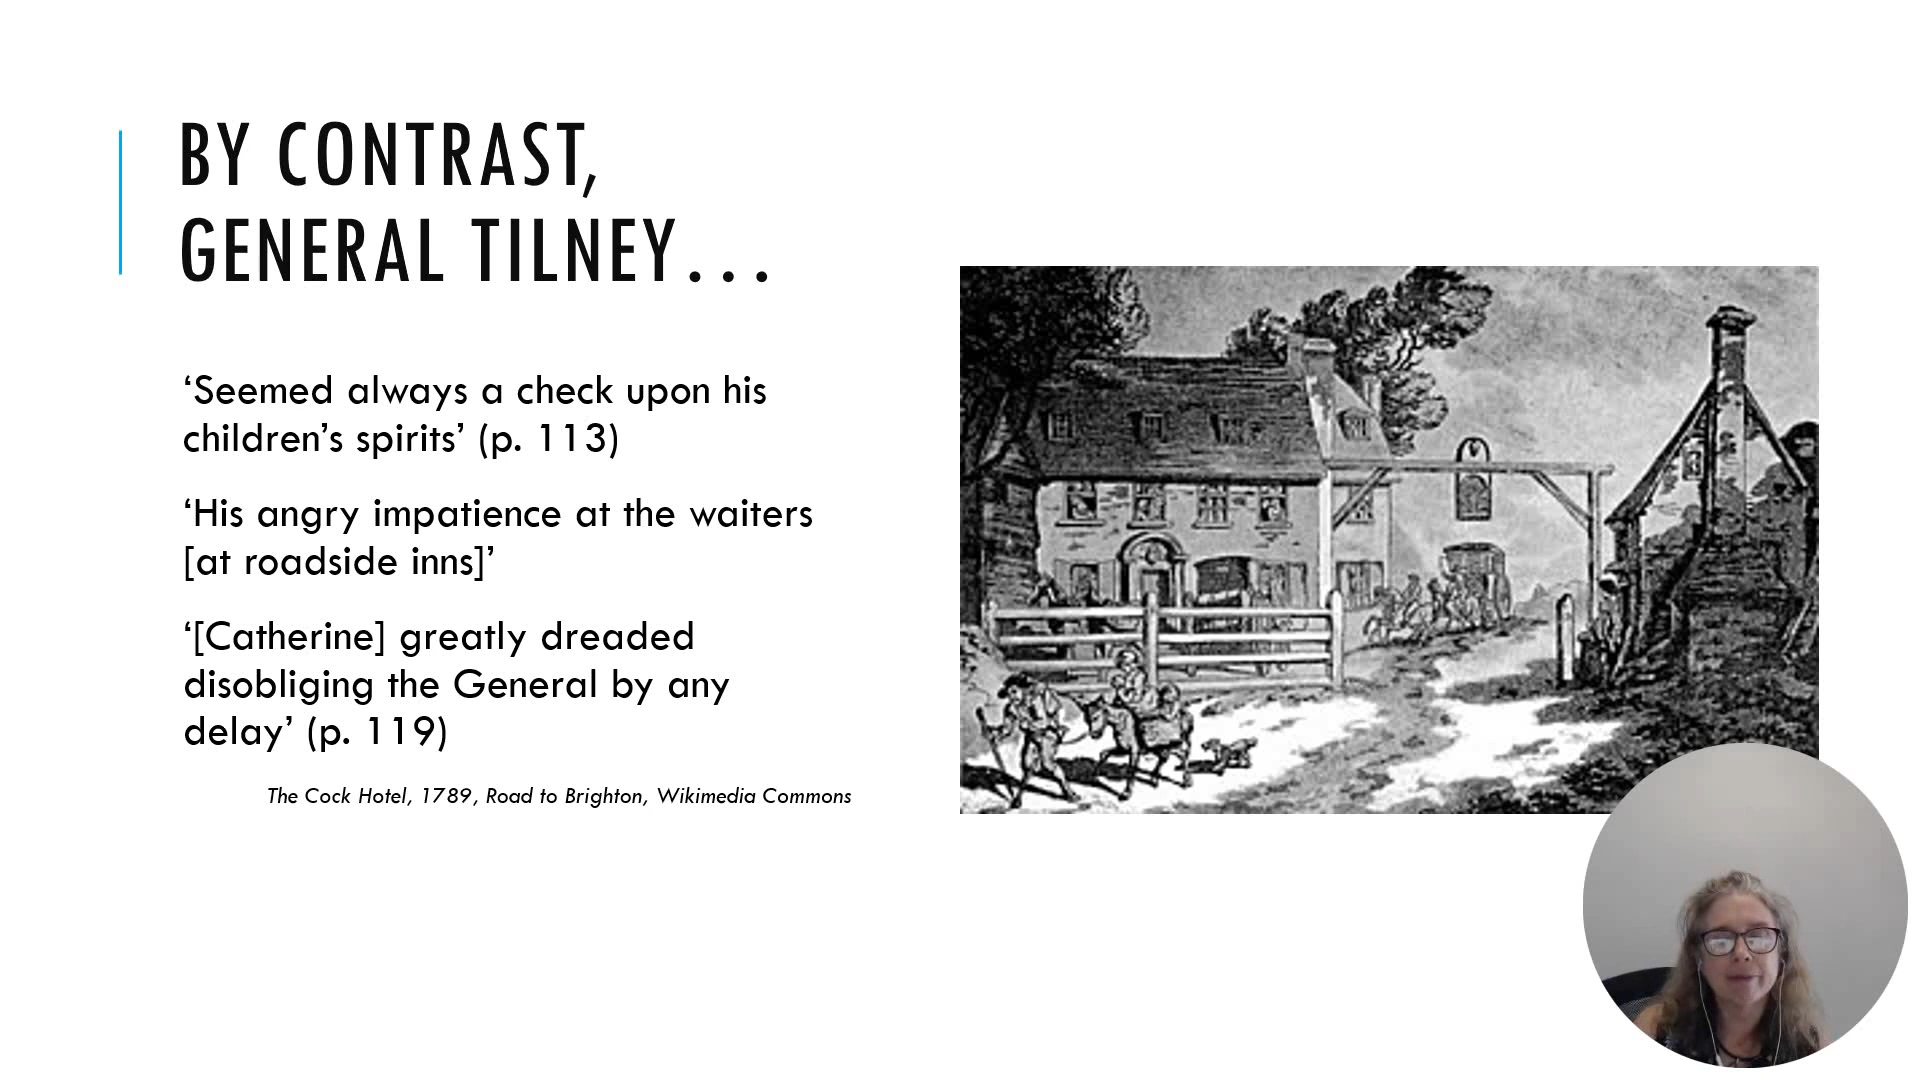 BY CONTRAST,
GENERAL TILNEY...
‘Seemed always a check upon his
children’s spirits’ (p. 113)
‘His angry impatience at the waiters
[at roadside inns]’
‘[Catherine] greatly dreaded
disobliging the General by any
delay’ (p. 119)
The Cock Hotel, 1789, Road to Brighton, Wikimedia Commons